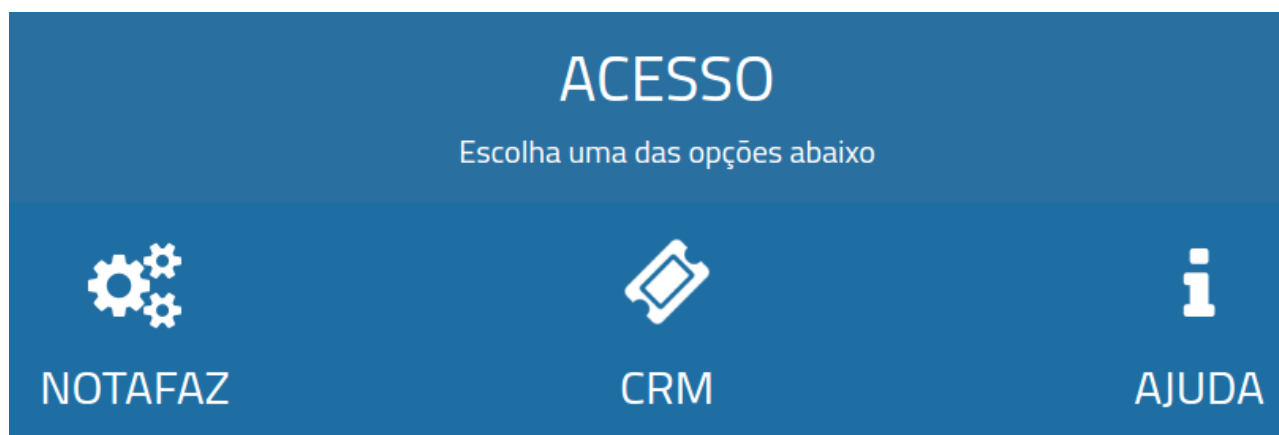 ACESSO
Escolha uma das opções abaixo
NOTAFAZ
CRM
AJUDA